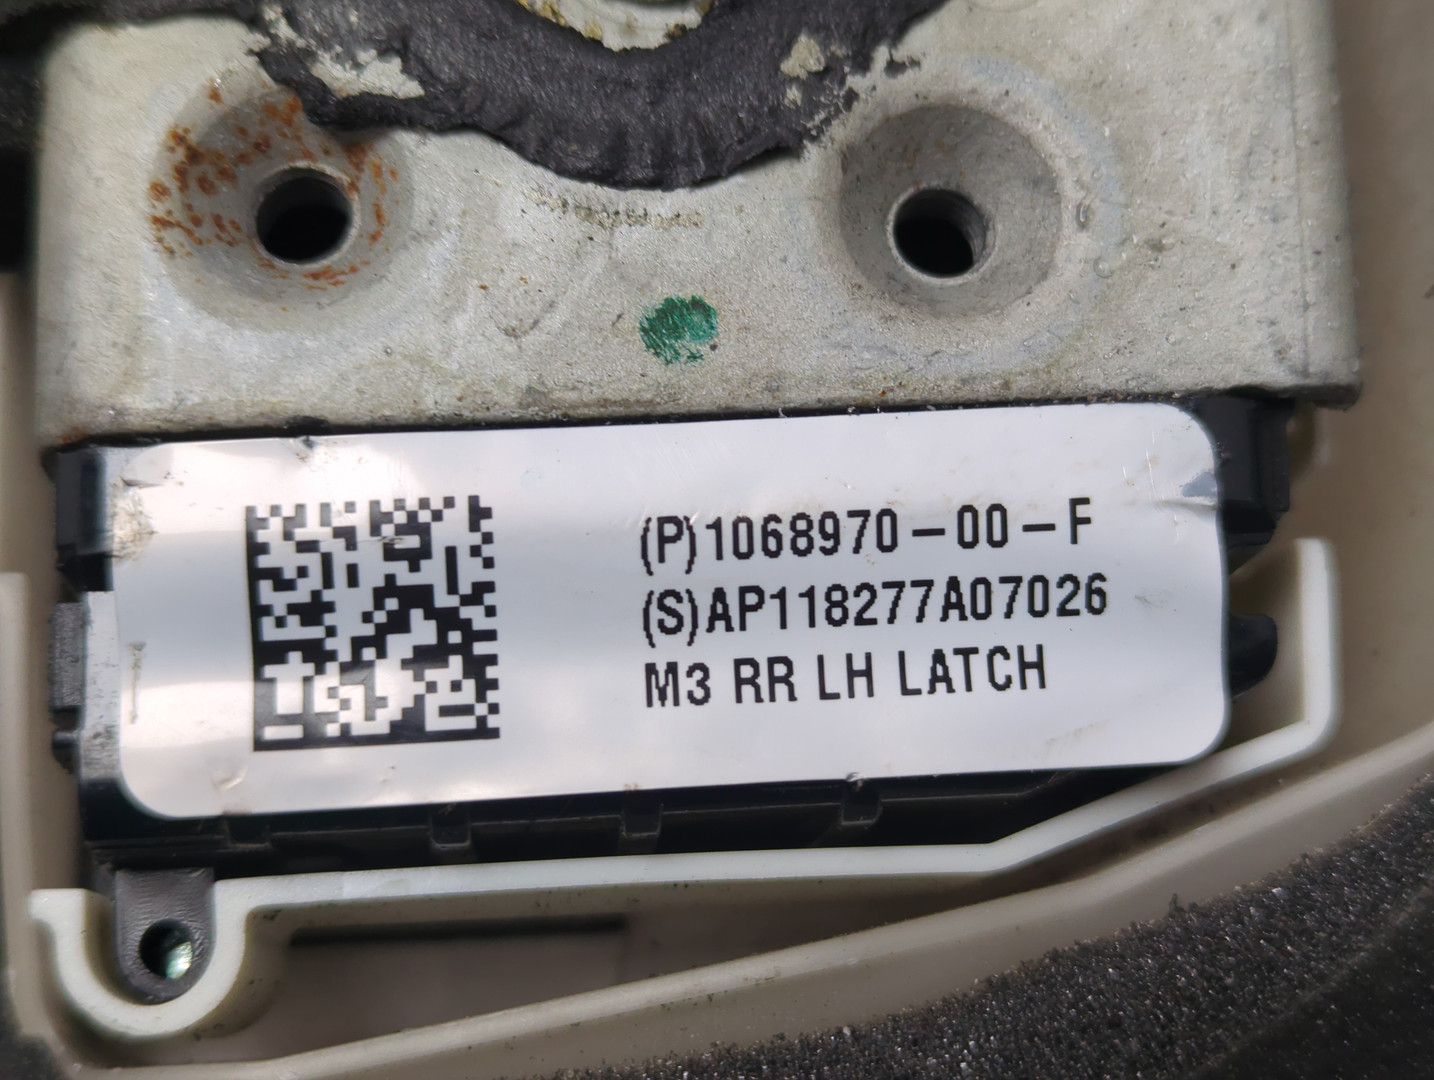 (P)1068970-00-F
(S)AP118277A07026
M3 RR LH LATCH